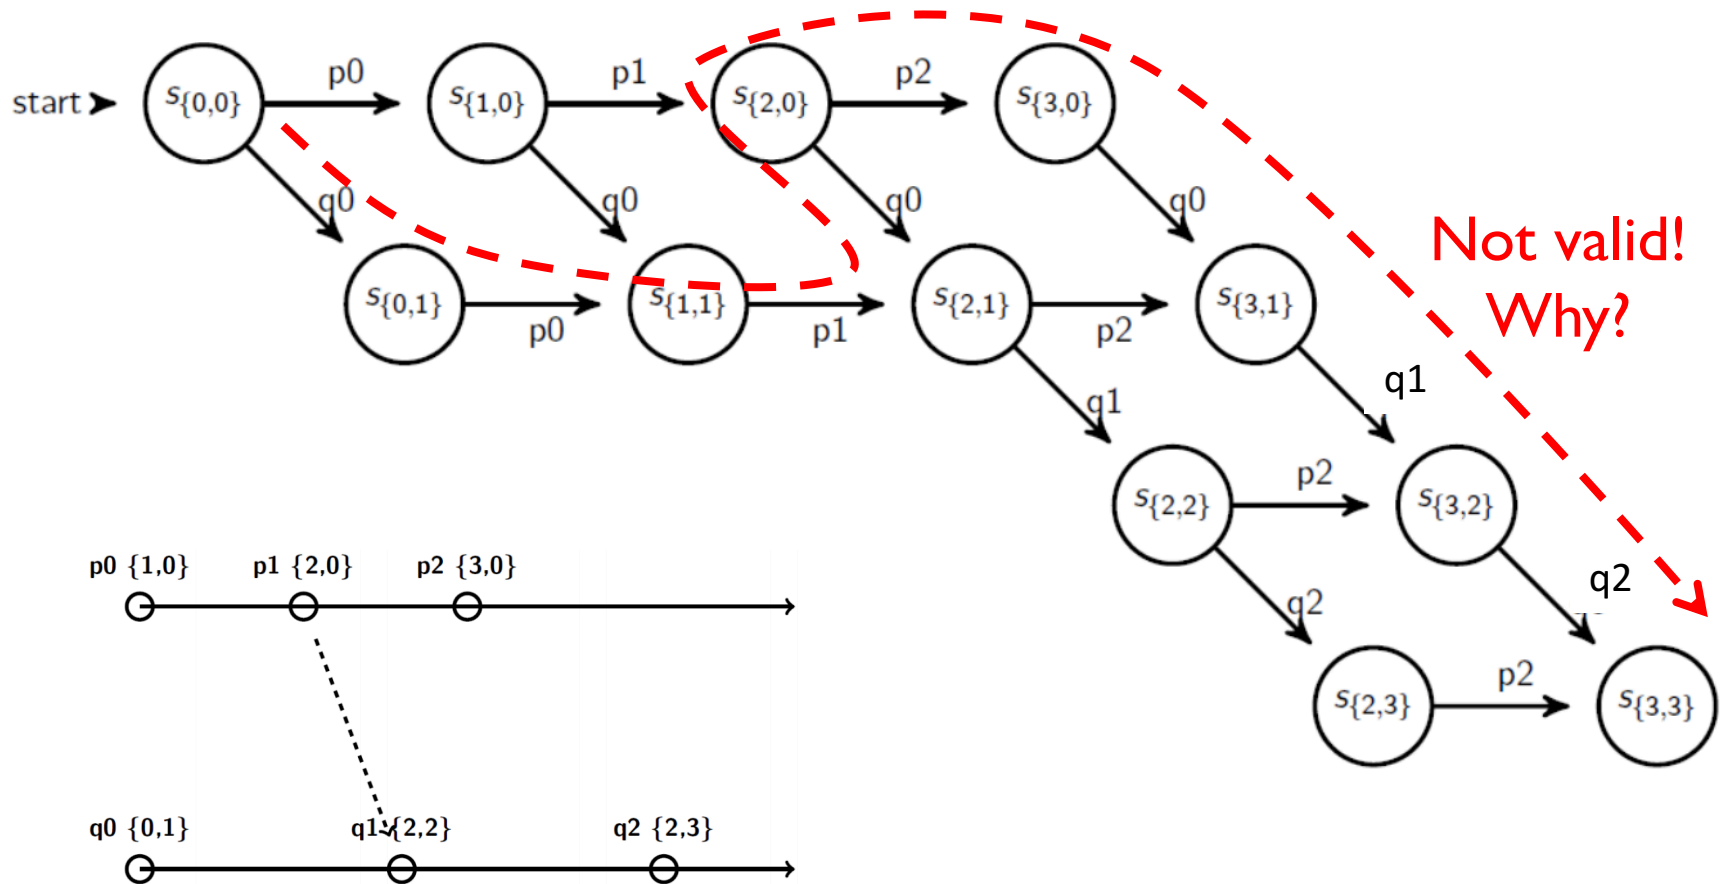 p0 p1 p2
start s{0,0} s{1,0} s{2,0} s{3,0}
q0 q0 q0 q0
Not valid!
Why?
s{0,1} s{1,1} s{2,1} s{3,1}
p0 p1 p2
q1 q1
p2
s{2,2} s{3,2}
p0 {1,0} p1 {2,0} p2 {3,0}
q2 q2
p2
s{2,3} s{3,3}
q0 {0,1} q1 {2,2} q2 {2,3}